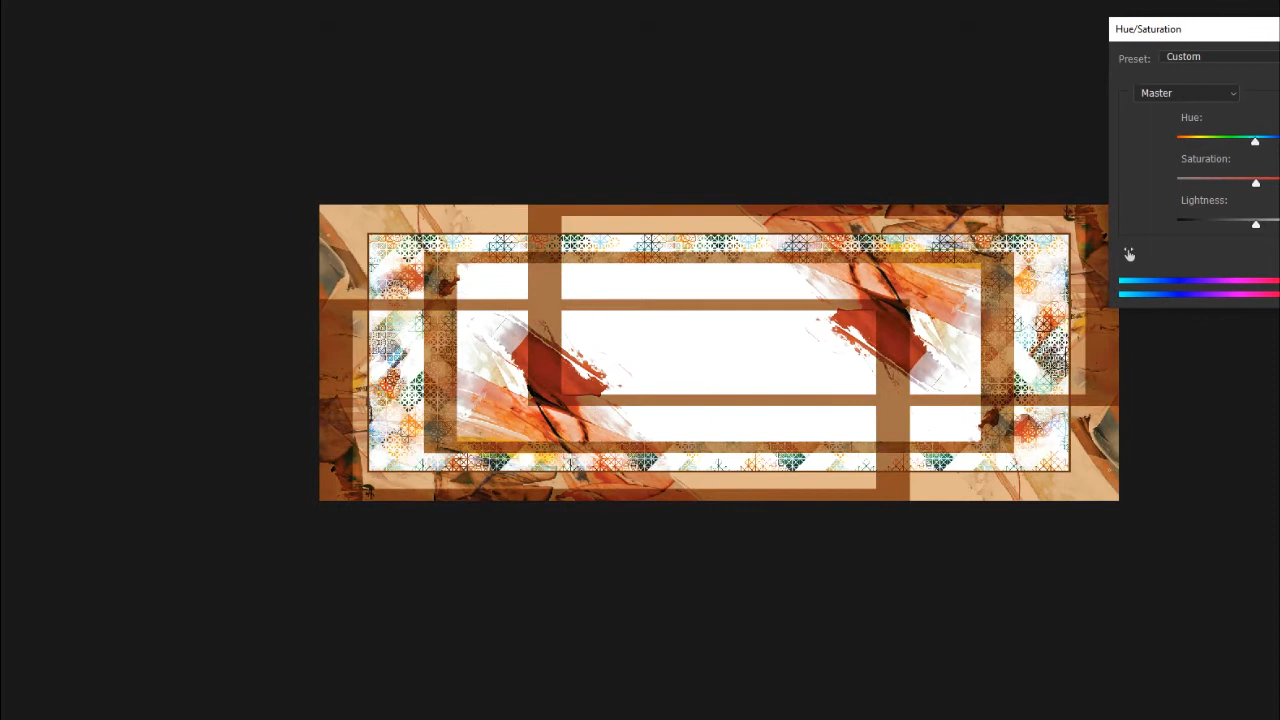 Hue/Saturation
Preset: Custom
Master
Hue:
Saturation:
Lightness: